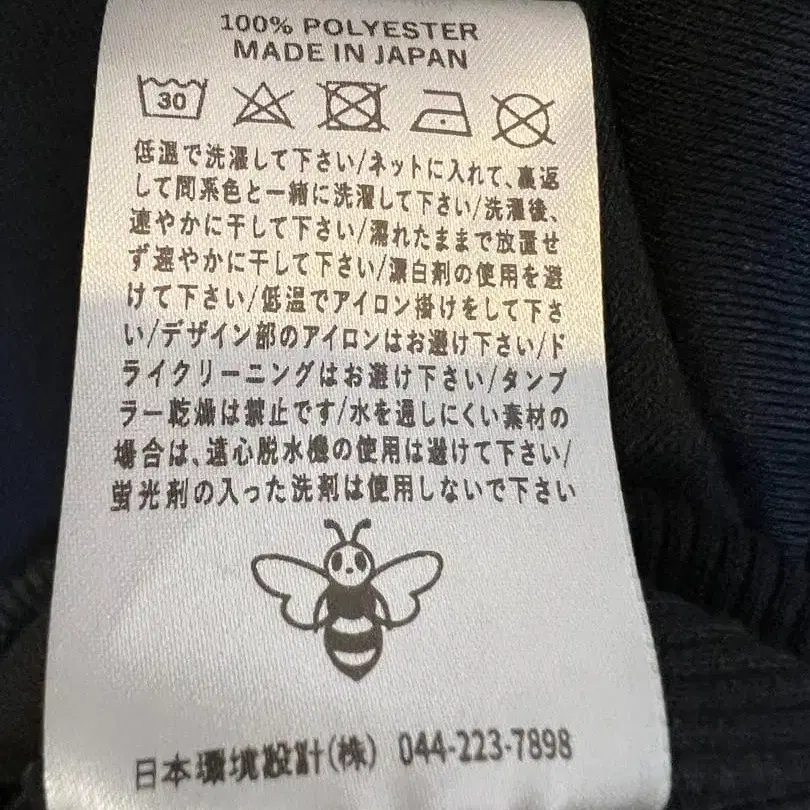 100% POLYESTER
MADE IN JAPAN
30
低温で洗濯して下さい/ネットに入れて、裏返
して同系色と一緒に洗濯して下さい/洗濯後、
速やかに干して下さい/濡れたままで放置せ
ず速やかに干して下さい/漂白剤の使用を避
けて下さい/低温でアイロン掛けをして下さ
い/デザイン部のアイロンはお避け下さい/ド
ライクリーニングはお避け下さい/タンブ
ラー乾燥は禁止です/水を通しにくい素材の
場合は、遠心脱水機の使用は避けて下さい/
蛍光剤の入った洗剤は使用しないで下さい
日本環境設計(株) 044-223-7898